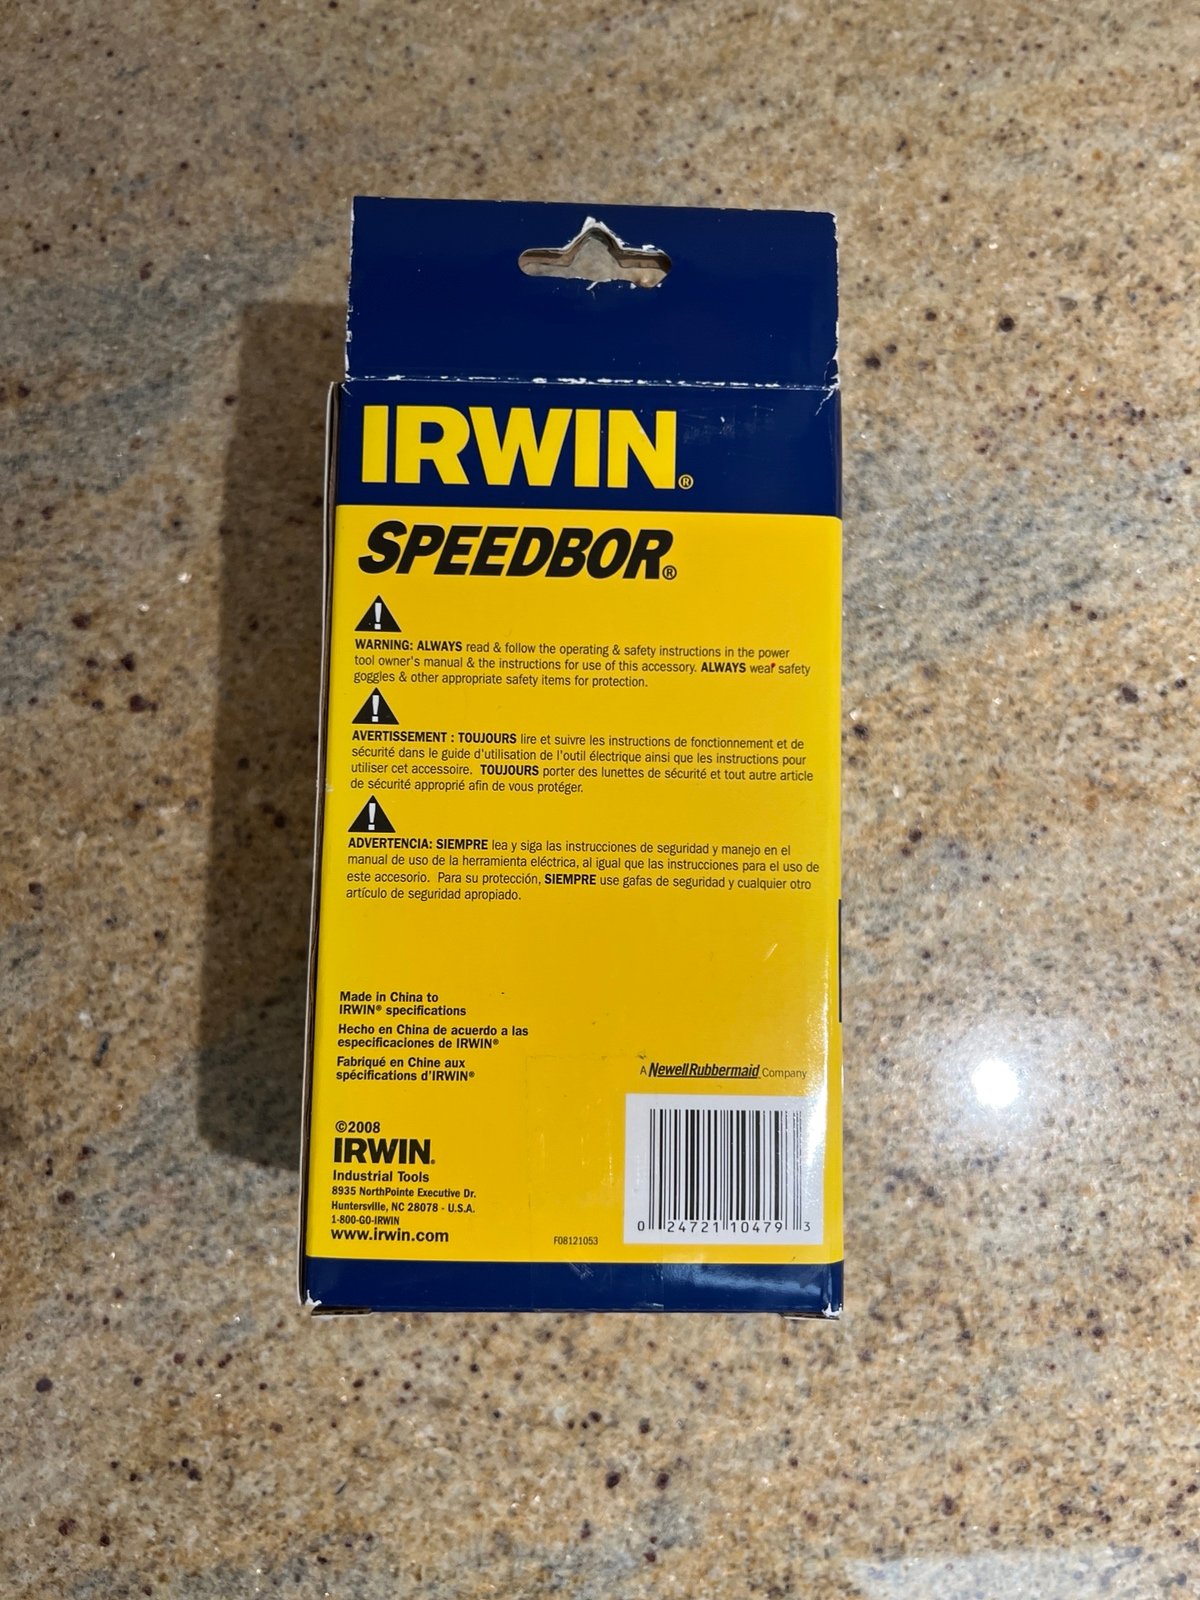 IRWIN®
SPEEDBOR®
WARNING: ALWAYS read & follow the operating & safety instructions in the power
tool owner's manual & the instructions for use of this accessory. ALWAYS wear safety
goggles & other appropriate safety items for protection.
AVERTISSEMENT : TOUJOURS lire et suivre les instructions de fonctionnement et de
sécurité dans le guide d'utilisation de l'outil électrique ainsi que les instructions pour
utiliser cet accessoire. TOUJOURS porter des lunettes de sécurité et tout autre article
de sécurité approprié afin de vous protéger.
ADVERTENCIA: SIEMPRE lea y siga las instrucciones de seguridad y manejo en el
manual de uso de la herramienta eléctrica, al igual que las instrucciones para el uso de
este accesorio. Para su protección, SIEMPRE use gafas de seguridad y cualquier otro
artículo de seguridad apropiado.
Made in China to
IRWIN® specifications
Hecho en China de acuerdo a las
especificaciones de IRWIN®
Fabriqué en Chine aux
spécifications d'IRWIN®
A NewellRubbermaid Company
©2008
IRWIN®
Industrial Tools
8935 NorthPointe Executive Dr.
Huntersville, NC 28078 - U.S.A.
1-800-GO-IRWIN
www.irwin.com
F08121053
0 24721 10479 3